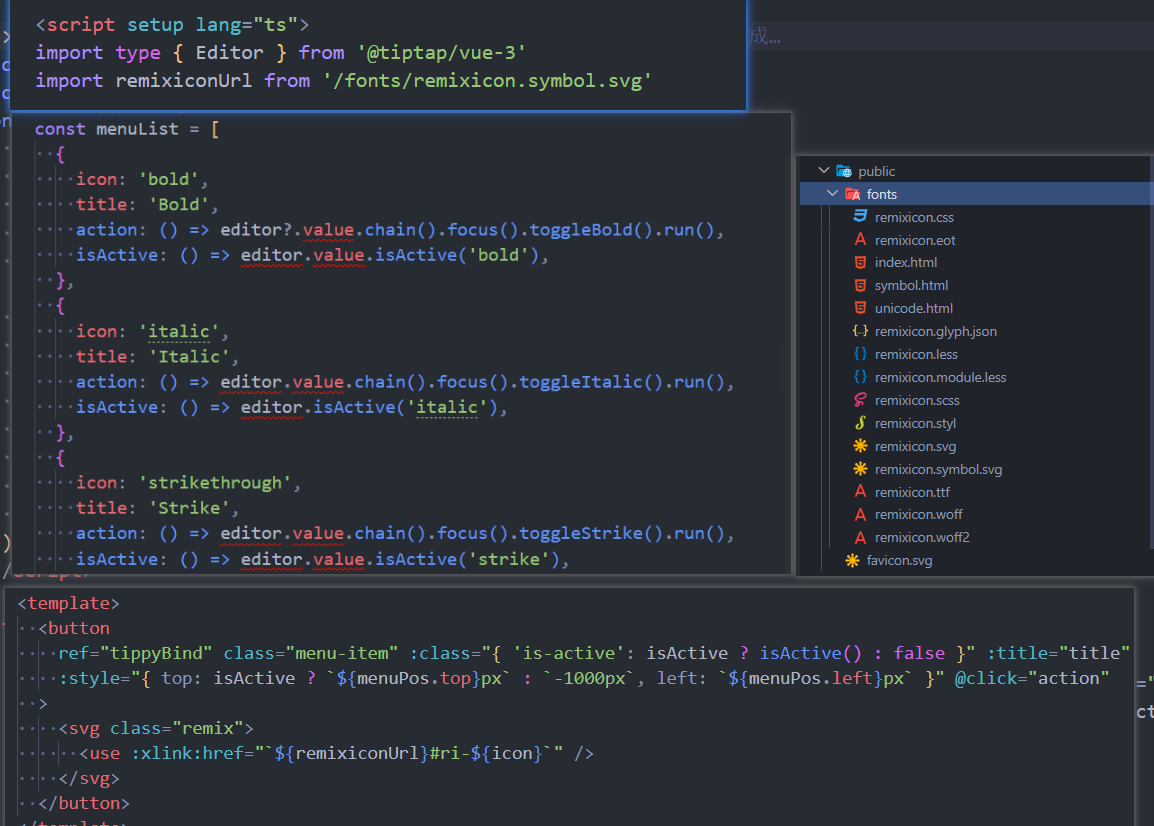 <script setup lang="ts">
import type { Editor } from '@tiptap/vue-3'
import remixiconUrl from '/fonts/remixicon.symbol.svg'
成...
const menuList = [
{
icon: 'bold',
title: 'Bold',
action: () => editor?.value.chain().focus().toggleBold().run(),
isActive: () => editor.value.isActive('bold'),
},
{
icon: 'italic',
title: 'Italic',
action: () => editor.value.chain().focus().toggleItalic().run(),
isActive: () => editor.isActive('italic'),
},
{
icon: 'strikethrough',
title: 'Strike',
action: () => editor.value.chain().focus().toggleStrike().run(),
isActive: () => editor.value.isActive('strike'),
public
fonts
remixicon.css
remixicon.eot
index.html
symbol.html
unicode.html
remixicon.glyph.json
remixicon.less
remixicon.module.less
remixicon.scss
remixicon.styl
remixicon.svg
remixicon.symbol.svg
remixicon.ttf
remixicon.woff
remixicon.woff2
favicon.svg
<template>
<button
ref="tippyBind" class="menu-item" :class="{ 'is-active': isActive ? isActive() : false }" :title="title"
:style="{ top: isActive ? `${menuPos.top}px` : `-1000px`, left: `${menuPos.left}px` }" @click="action"
>
<svg class="remix">
<use :xlink:href="`${remixiconUrl}#ri-${icon}`" />
</svg>
</button>